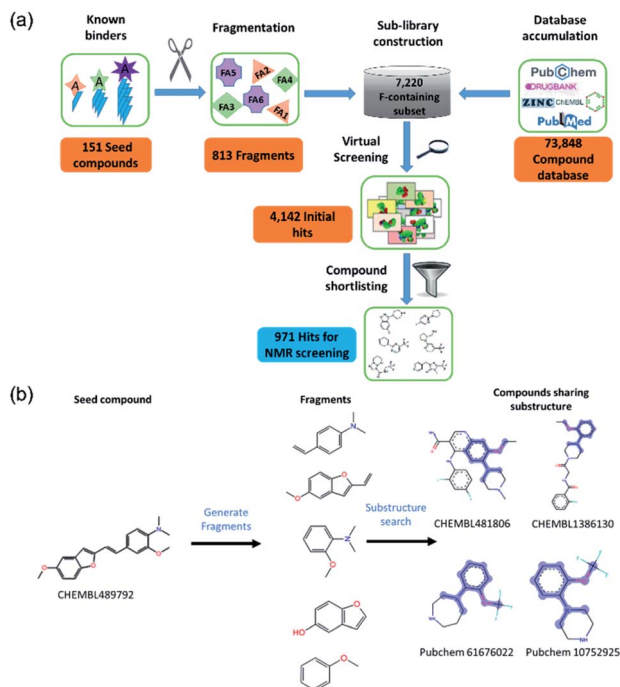 (a)
Known
binders
Fragmentation
Sub-library
construction
Database
accumulation
A
A
A
FA5
FA2
FA4
FA3
FA6
FA1
7,220
F-containing
subset
PubChem
DRUGBANK
ZINC ChEMBL
PubMed
151 Seed
compounds
813 Fragments
73,848
Compound
database
Virtual
Screening
4,142 Initial
hits
Compound
shortlisting
971 Hits for
NMR screening
(b)
Seed compound
Fragments
Compounds sharing
substructure
Generate
Fragments
Substructure
search
CHEMBL489792
CHEMBL481806
CHEMBL1386130
Pubchem 61676022
Pubchem 10752925